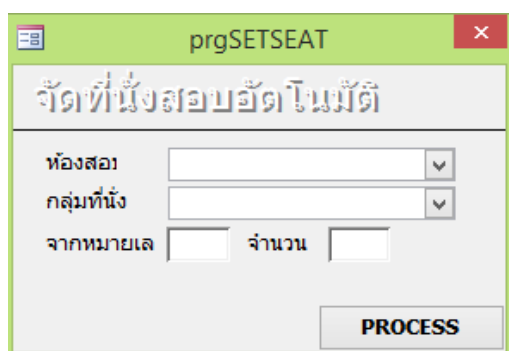 prgSETSEAT
จัดที่นั่งสอบอัตโนมัติ
ห้องสอบ
กลุ่มที่นั่ง
จากหมายเล จำนวน
PROCESS